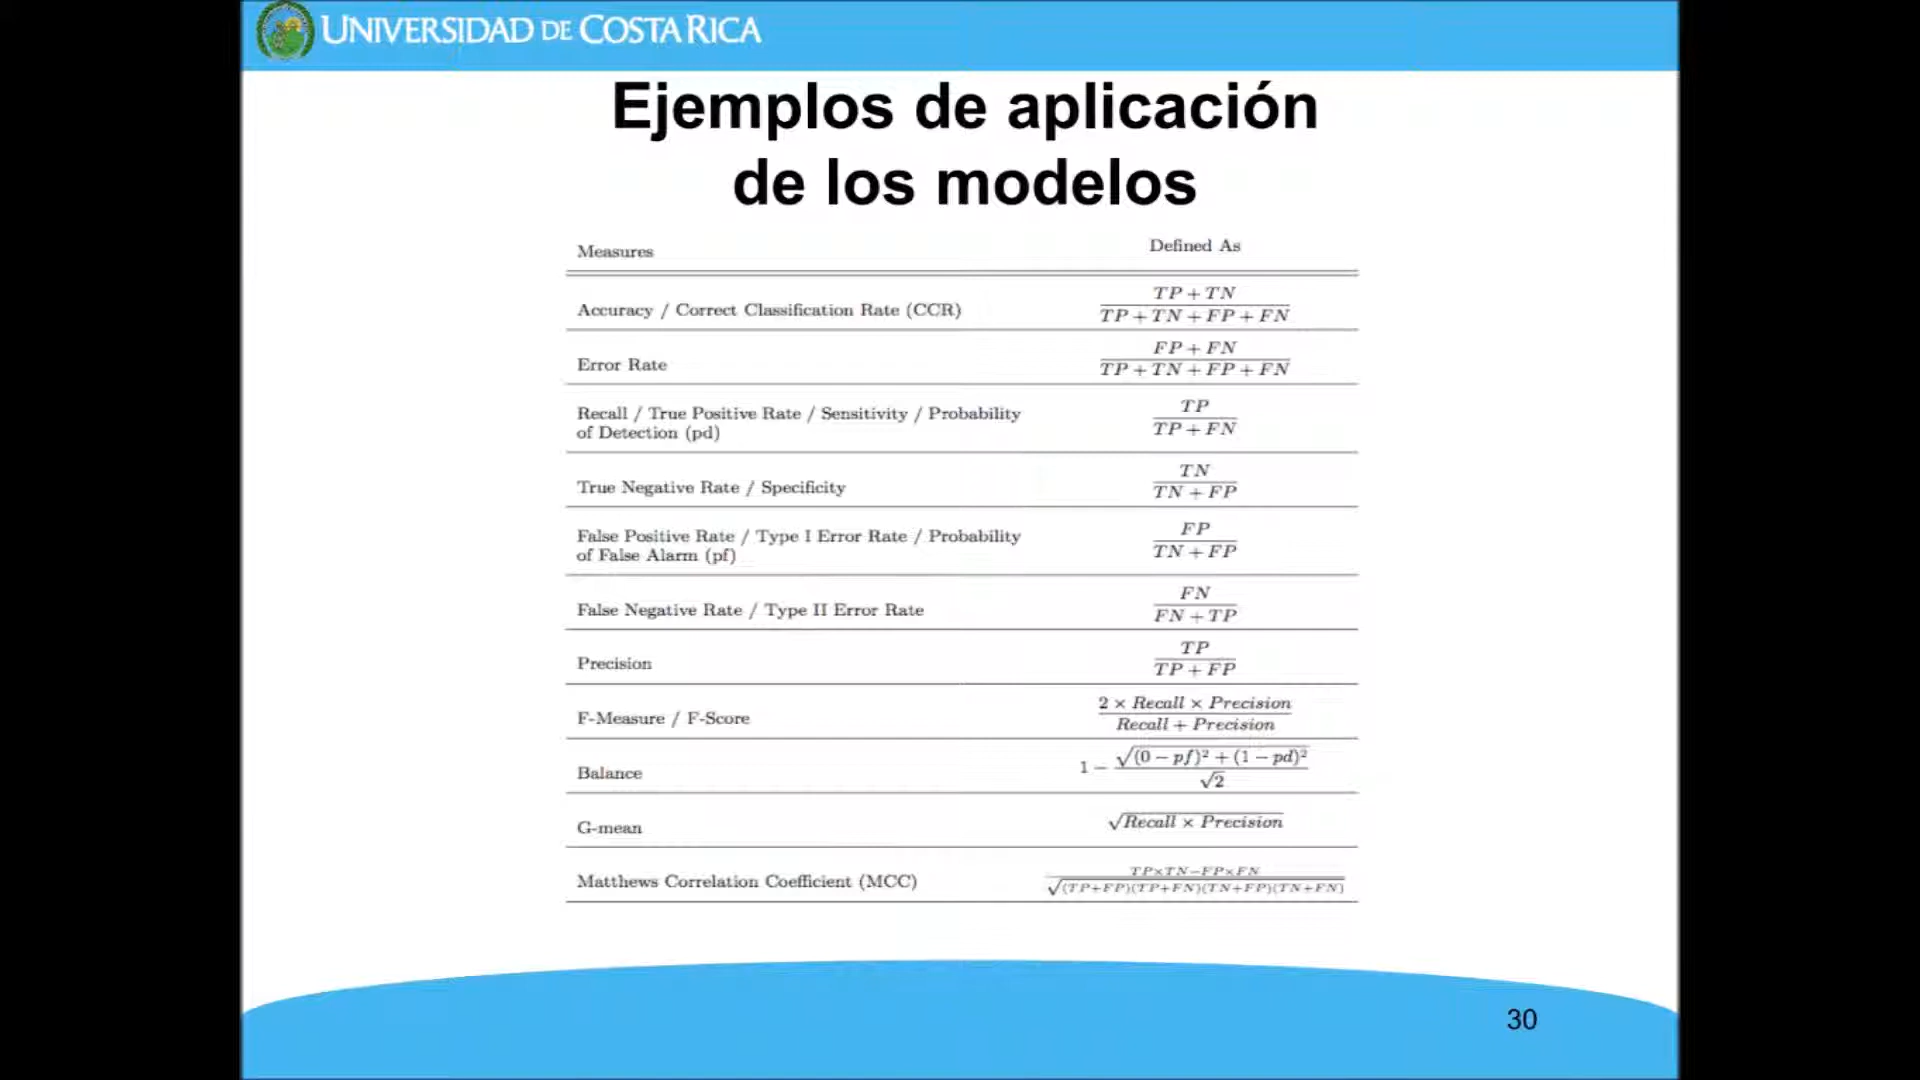 UNIVERSIDAD DE COSTA RICA
Ejemplos de aplicación
de los modelos
Measures Defined As
Accuracy / Correct Classification Rate (CCR) TP + TN / TP + TN + FP + FN
Error Rate FP + FN / TP + TN + FP + FN
Recall / True Positive Rate / Sensitivity / Probability
of Detection (pd) TP / TP + FN
True Negative Rate / Specificity TN / TN + FP
False Positive Rate / Type I Error Rate / Probability
of False Alarm (pf) FP / TN + FP
False Negative Rate / Type II Error Rate FN / FN + TP
Precision TP / TP + FP
F-Measure / F-Score 2 × Recall × Precision / Recall + Precision
Balance 1 − √(0 − pf)² + (1 − pd)² / √2
G-mean √Recall × Precision
Matthews Correlation Coefficient (MCC) TP×TN−FP×FN / √(TP+FP)(TP+FN)(TN+FP)(TN+FN)
30